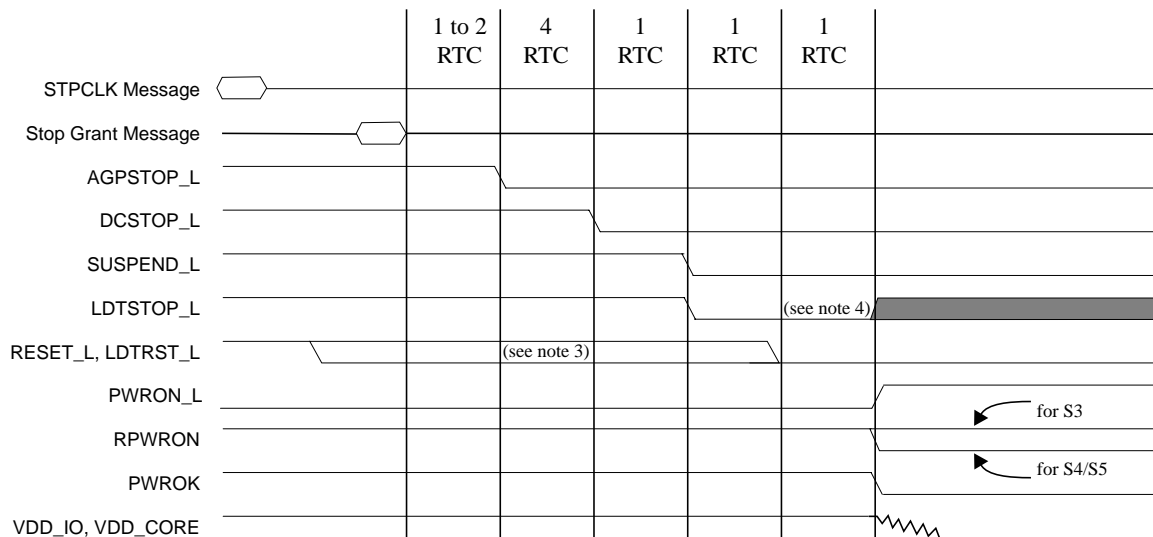 1 to 2 4 1 1 1
RTC RTC RTC RTC RTC
STPCLK Message
Stop Grant Message
AGPSTOP_L
DCSTOP_L
SUSPEND_L
LDTSTOP_L (see note 4)
RESET_L, LDTRST_L (see note 3)
PWRON_L
for S3
RPWRON
for S4/S5
PWROK
VDD_IO, VDD_CORE